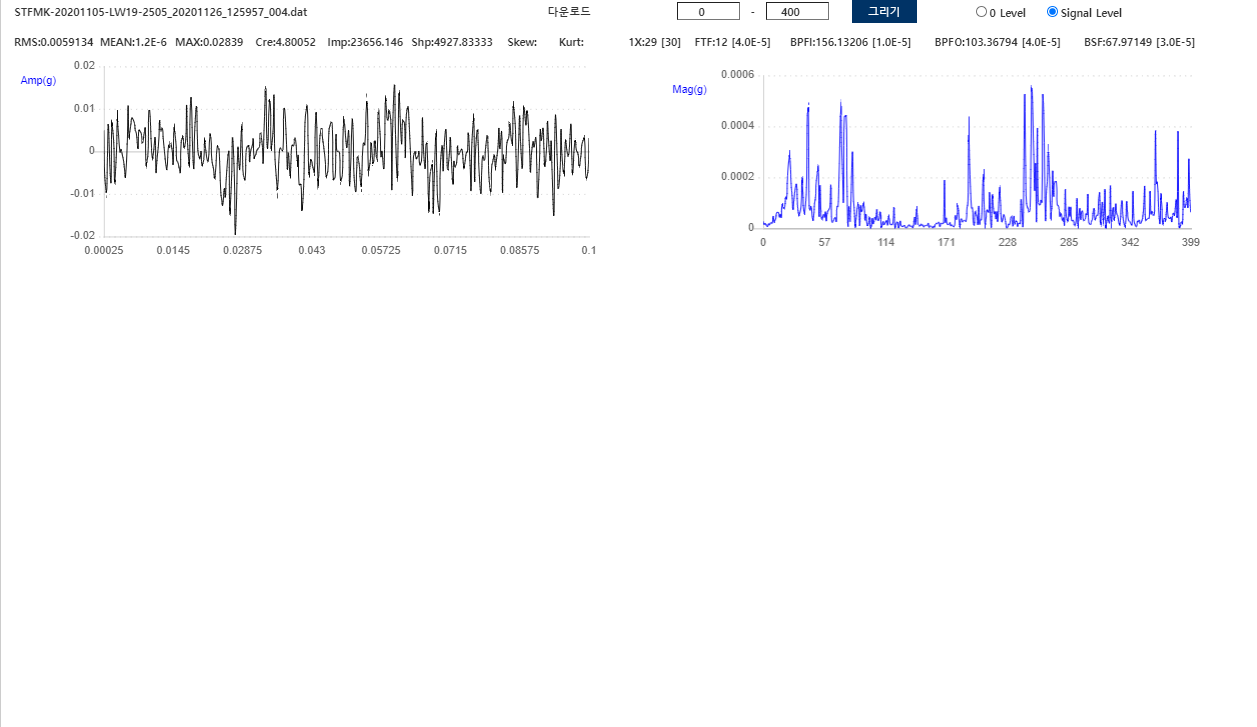 STFMK-20201105-LW19-2505_20201126_125957_004.dat 다운로드 0 - 400 그리기 0 Level Signal Level
RMS:0.0059134 MEAN:1.2E-6 MAX:0.02839 Cre:4.80052 Imp:23656.146 Shp:4927.83333 Skew: Kurt: 1X:29 [30] FTF:12 [4.0E-5] BPFI:156.13206 [1.0E-5] BPFO:103.36794 [4.0E-5] BSF:67.97149 [3.0E-5]
Amp(g)
0.02
0.01
0
-0.01
-0.02
0.00025 0.0145 0.02875 0.043 0.05725 0.0715 0.08575 0.1
Mag(g)
0.0006
0.0004
0.0002
0
0 57 114 171 228 285 342 399